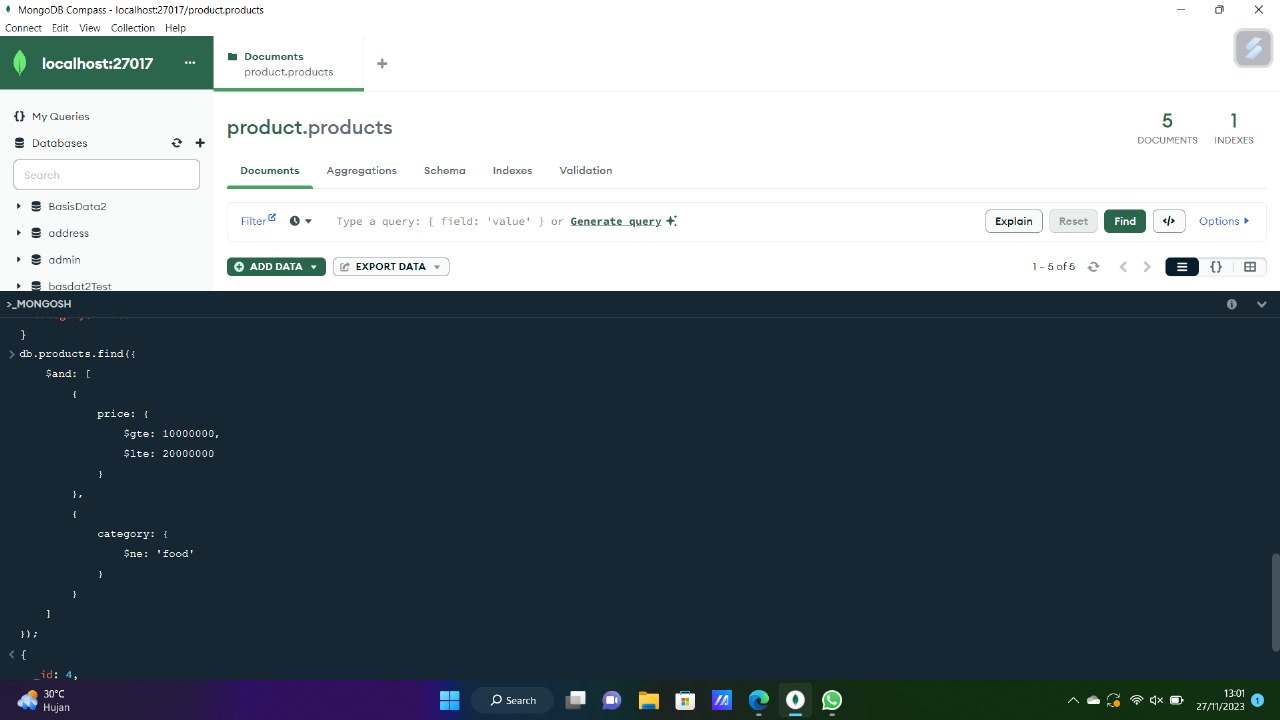 MongoDB Compass - localhost:27017/product.products
Connect Edit View Collection Help
localhost:27017 ...
Documents
product.products
+
{} My Queries
Databases
Search
BasisData2
address
admin
basdat2Test
product.products
5
DOCUMENTS
1
INDEXES
Documents Aggregations Schema Indexes Validation
Filter Type a query: { field: 'value' } or Generate query Explain Reset Find </> Options
ADD DATA EXPORT DATA 1 – 5 of 5 {}
>_MONGOSH
}
> db.products.find({
$and: [
{
price: {
$gte: 10000000,
$lte: 20000000
}
},
{
category: {
$ne: 'food'
}
}
]
});
< {
_id: 4,
30°C
Hujan
Search
13:01
27/11/2023
1